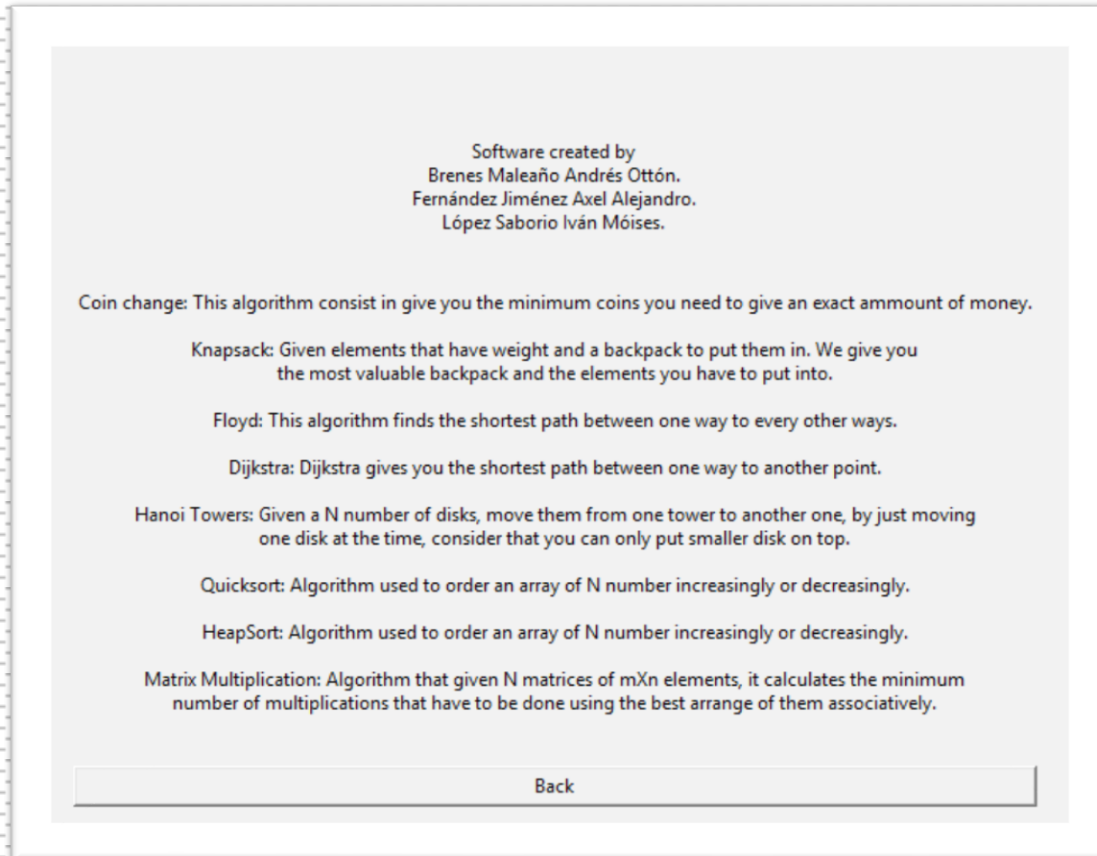 Software created by
Brenes Maleaño Andrés Ottón.
Fernández Jiménez Axel Alejandro.
López Saborio Iván Móises.
Coin change: This algorithm consist in give you the minimum coins you need to give an exact ammount of money.
Knapsack: Given elements that have weight and a backpack to put them in. We give you
the most valuable backpack and the elements you have to put into.
Floyd: This algorithm finds the shortest path between one way to every other ways.
Dijkstra: Dijkstra gives you the shortest path between one way to another point.
Hanoi Towers: Given a N number of disks, move them from one tower to another one, by just moving
one disk at the time, consider that you can only put smaller disk on top.
Quicksort: Algorithm used to order an array of N number increasingly or decreasingly.
HeapSort: Algorithm used to order an array of N number increasingly or decreasingly.
Matrix Multiplication: Algorithm that given N matrices of mXn elements, it calculates the minimum
number of multiplications that have to be done using the best arrange of them associatively.
Back